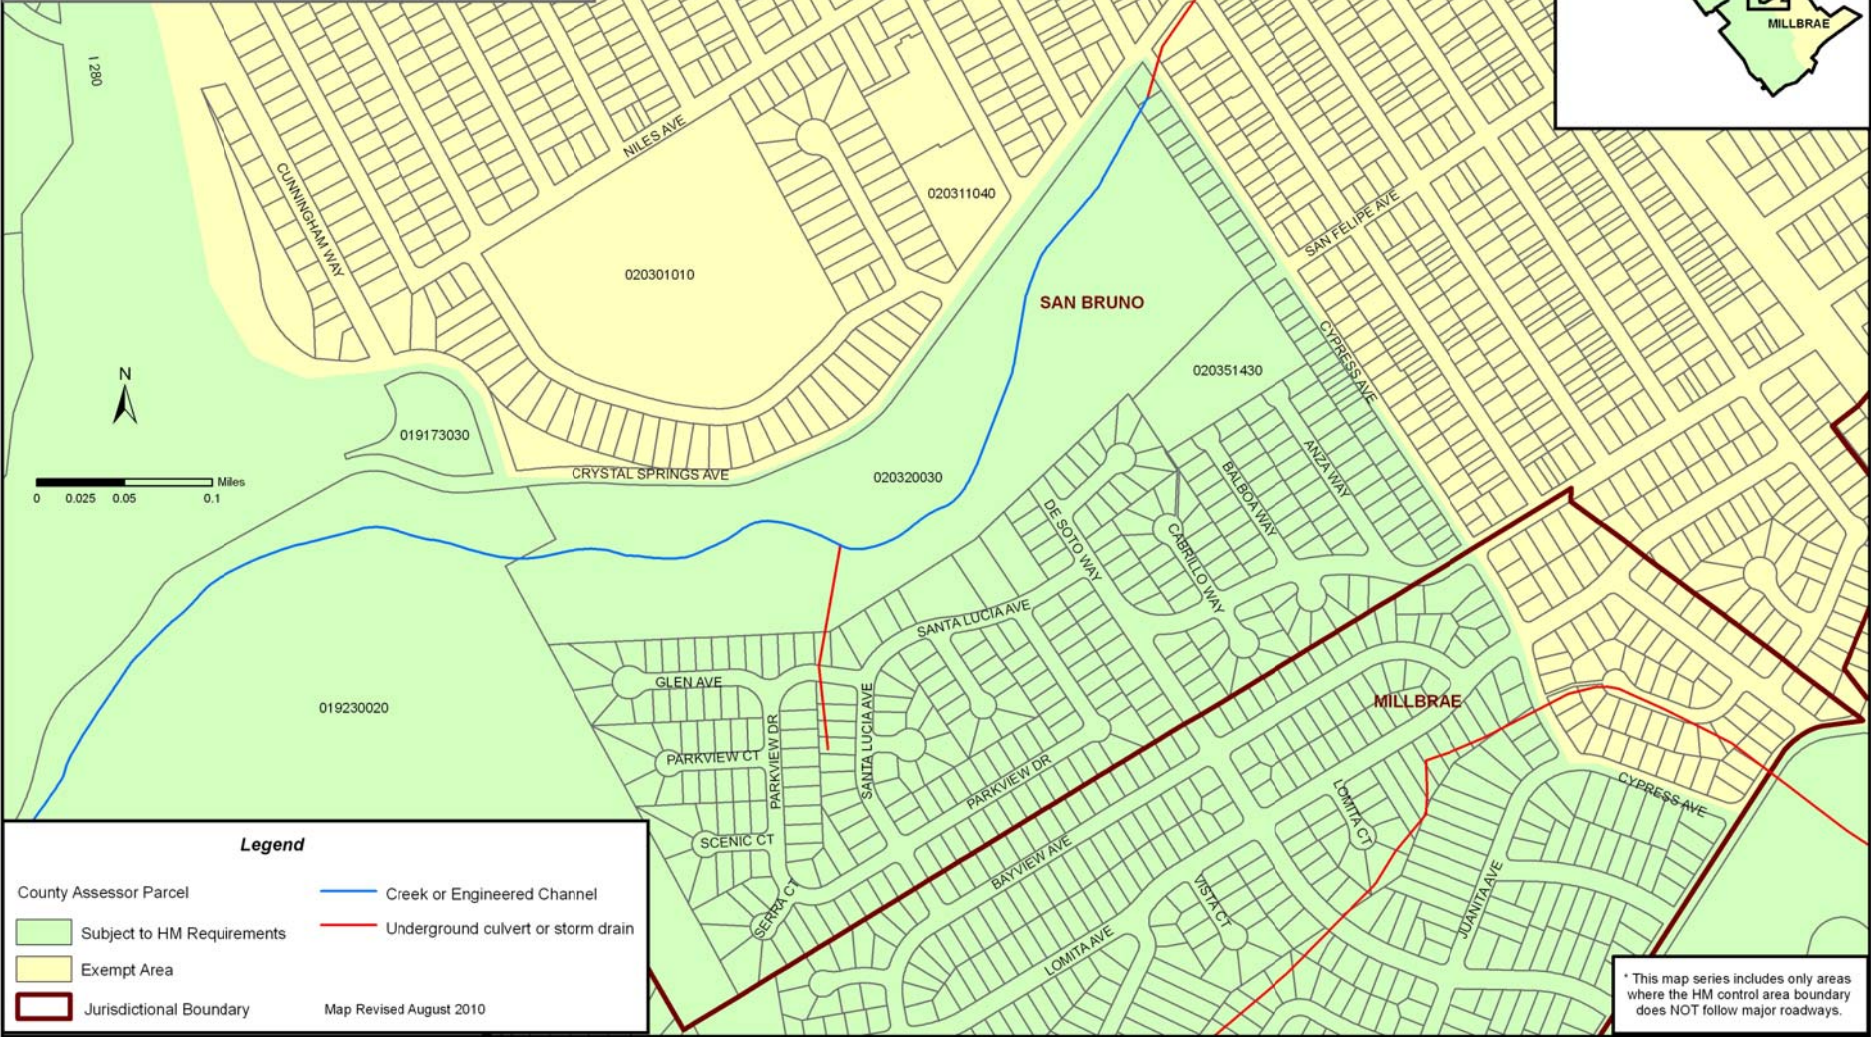 MILLBRAE
I 280
NILES AVE
CUNNINGHAM WAY
020311040
SAN FELIPE AVE
020301010
SAN BRUNO
CYPRESS AVE
020351430
N
019173030
CRYSTAL SPRINGS AVE
020320030
ANZA WAY
BALBOA WAY
Miles
0 0.025 0.05 0.1
DE SOTO WAY
CABRILLO WAY
SANTA LUCIA AVE
GLEN AVE
019230020
SANTA LUCIA AVE
MILLBRAE
PARKVIEW DR
PARKVIEW CT
PARKVIEW DR
CYPRESS AVE
LOMITA CT
SCENIC CT
BAYVIEW AVE
SERRA CT
VISTA CT
JUANITA AVE
LOMITA AVE
Legend
County Assessor Parcel
Creek or Engineered Channel
Subject to HM Requirements
Underground culvert or storm drain
Exempt Area
Jurisdictional Boundary
Map Revised August 2010
* This map series includes only areas
where the HM control area boundary
does NOT follow major roadways.